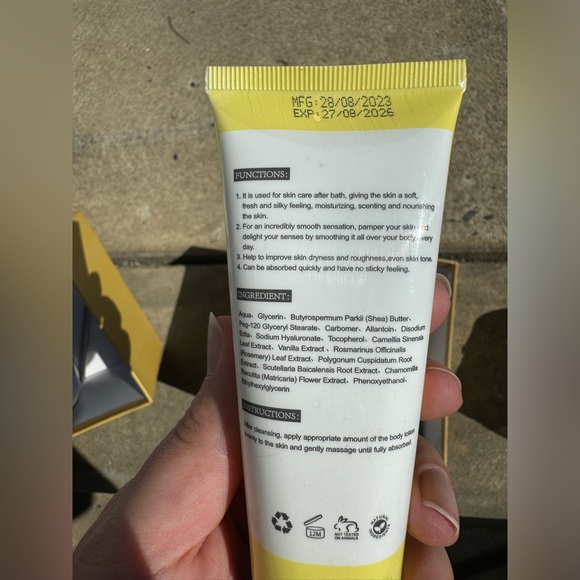 MFG:28/08/2023
EXP:27/08/2026
FUNCTIONS:
1. It is used for skin care after bath, giving the skin a soft,
fresh and silky feeling, moisturizing, scenting and nourishing
the skin.
2. For an incredibly smooth sensation, pamper your skin and
delight your senses by smoothing it all over your body every
day.
3. Help to improve skin dryness and roughness,even skin tone.
4. Can be absorbed quickly and have no sticky feeling.
INGREDIENT:
Aqua、Glycerin、Butyrospermum Parkii (Shea) Butter、
Peg-120 Glyceryl Stearate、Carbomer、Allantoin、Disodium
Edta、Sodium Hyaluronate、Tocopherol、Camellia Sinensis
Leaf Extract、Vanilla Extract、Rosmarinus Officinalis
(Rosemary) Leaf Extract、Polygonum Cuspidatum Root
Extract、Scutellaria Baicalensis Root Extract、Chamomilla
Recutita (Matricaria) Flower Extract、Phenoxyethanol、
Ethylhexylglycerin
INSTRUCTIONS:
After cleansing, apply appropriate amount of the body lotion
evenly to the skin and gently massage until fully absorbed.
12M
NOT TESTED
ON ANIMALS
NATURAL
INGREDIENTS